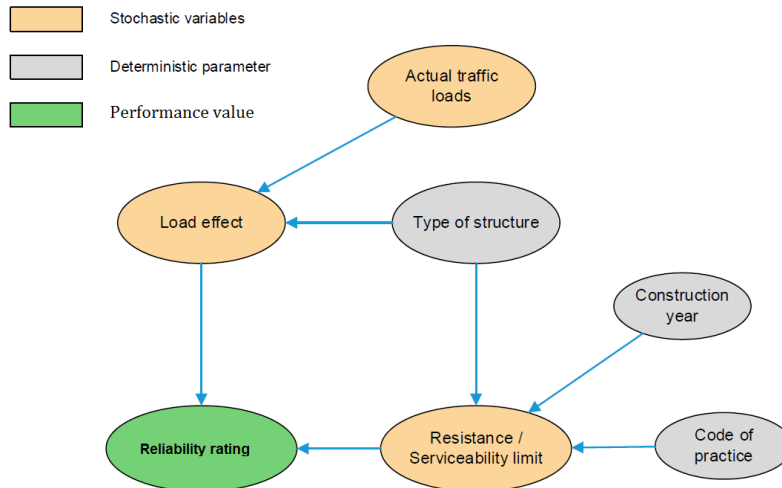 Stochastic variables
Deterministic parameter
Performance value
Actual traffic
loads
Load effect
Type of structure
Construction
year
Reliability rating
Resistance /
Serviceability limit
Code of
practice